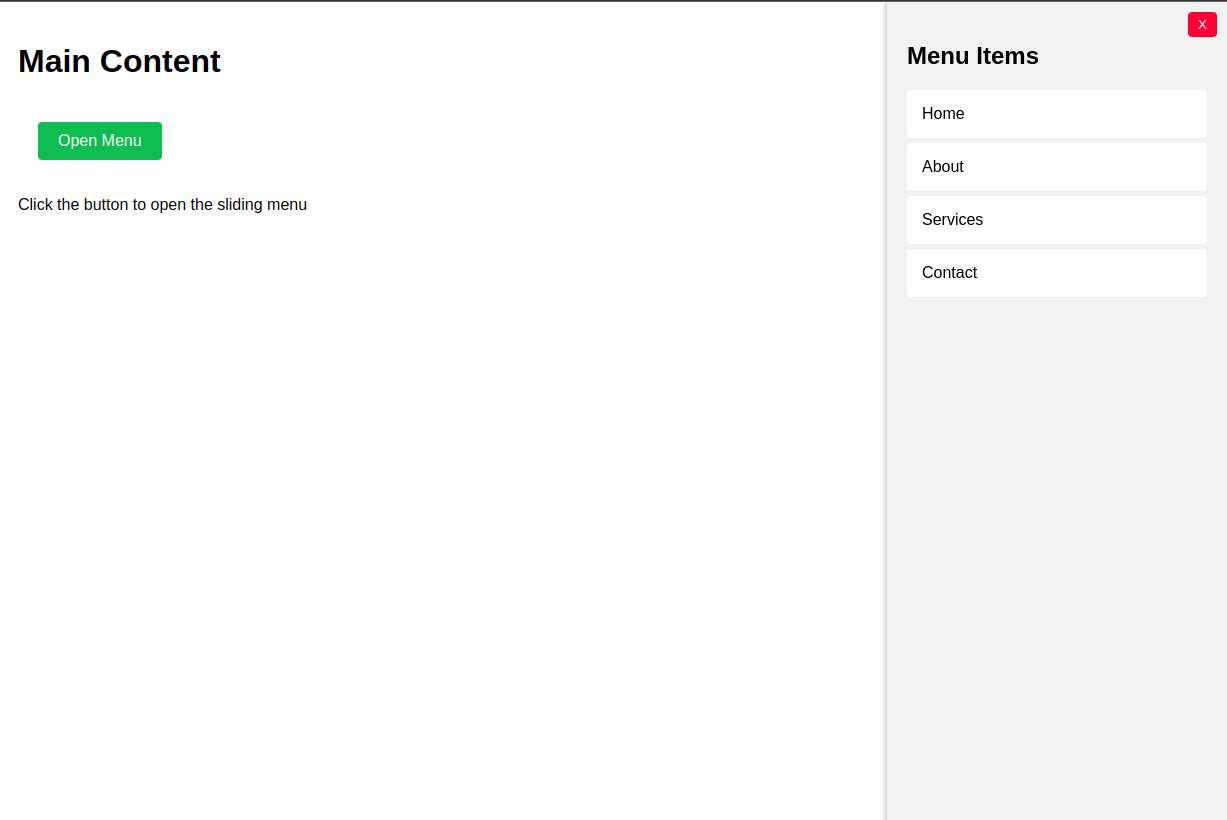 Main Content
Open Menu
Click the button to open the sliding menu
X
Menu Items
Home
About
Services
Contact